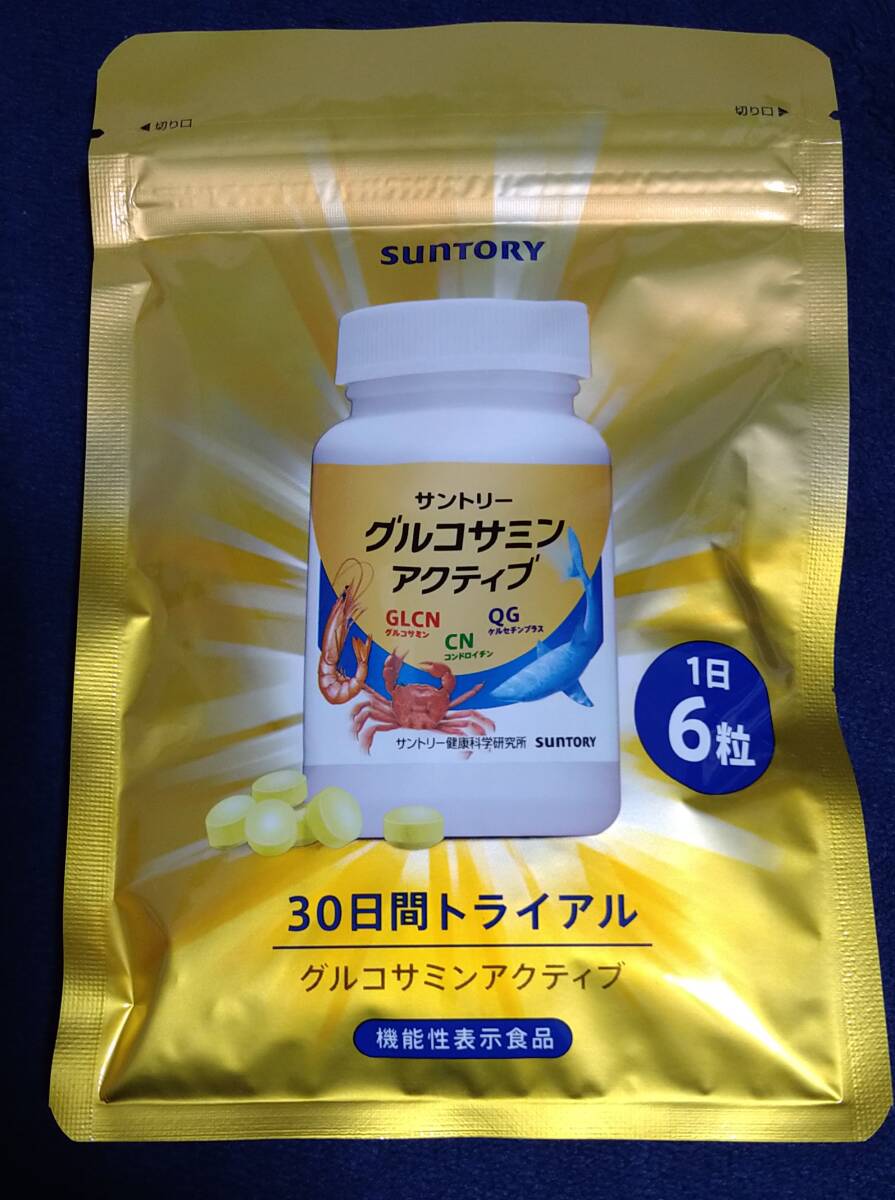 ◀切り口
切り口▶
SUNTORY
サントリー
グルコサミン
アクティブ
GLCN
グルコサミン
QG
ケルセチンプラス
CN
コンドロイチン
サントリー健康科学研究所 SUNTORY
1日
6粒
30日間トライアル
グルコサミンアクティブ
機能性表示食品